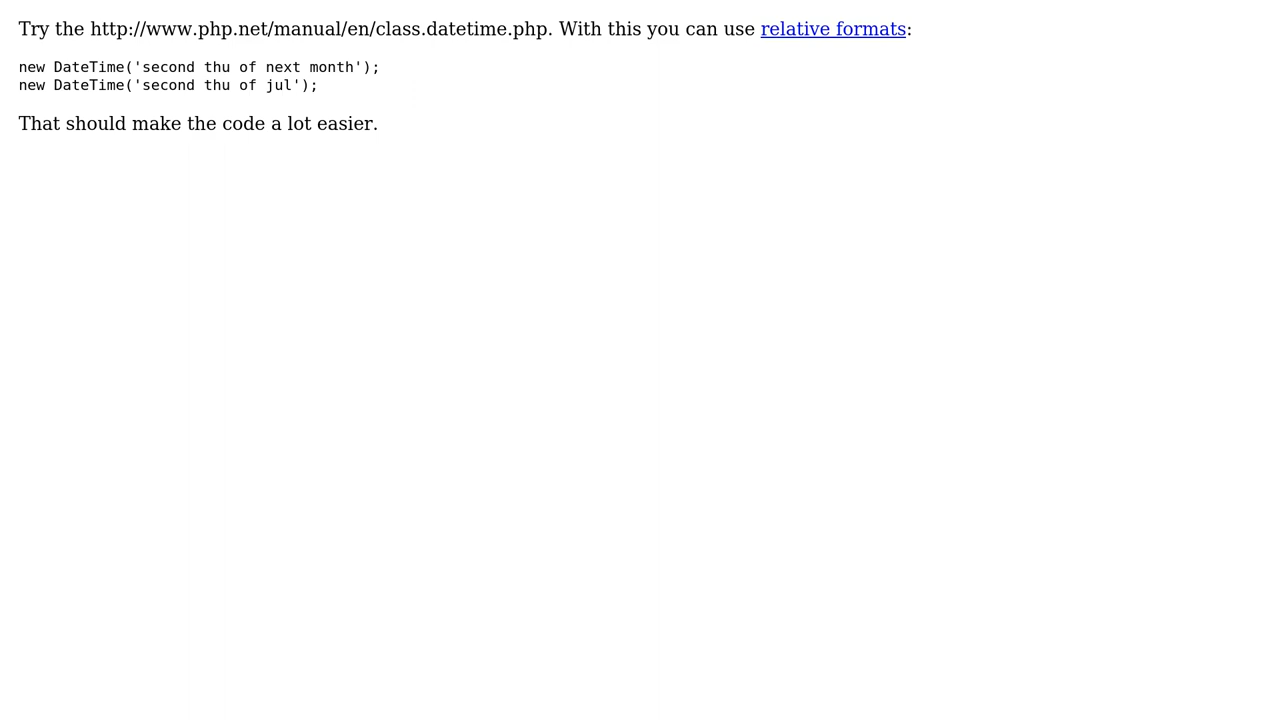 Try the http://www.php.net/manual/en/class.datetime.php. With this you can use relative formats:
new DateTime('second thu of next month');
new DateTime('second thu of jul');
That should make the code a lot easier.